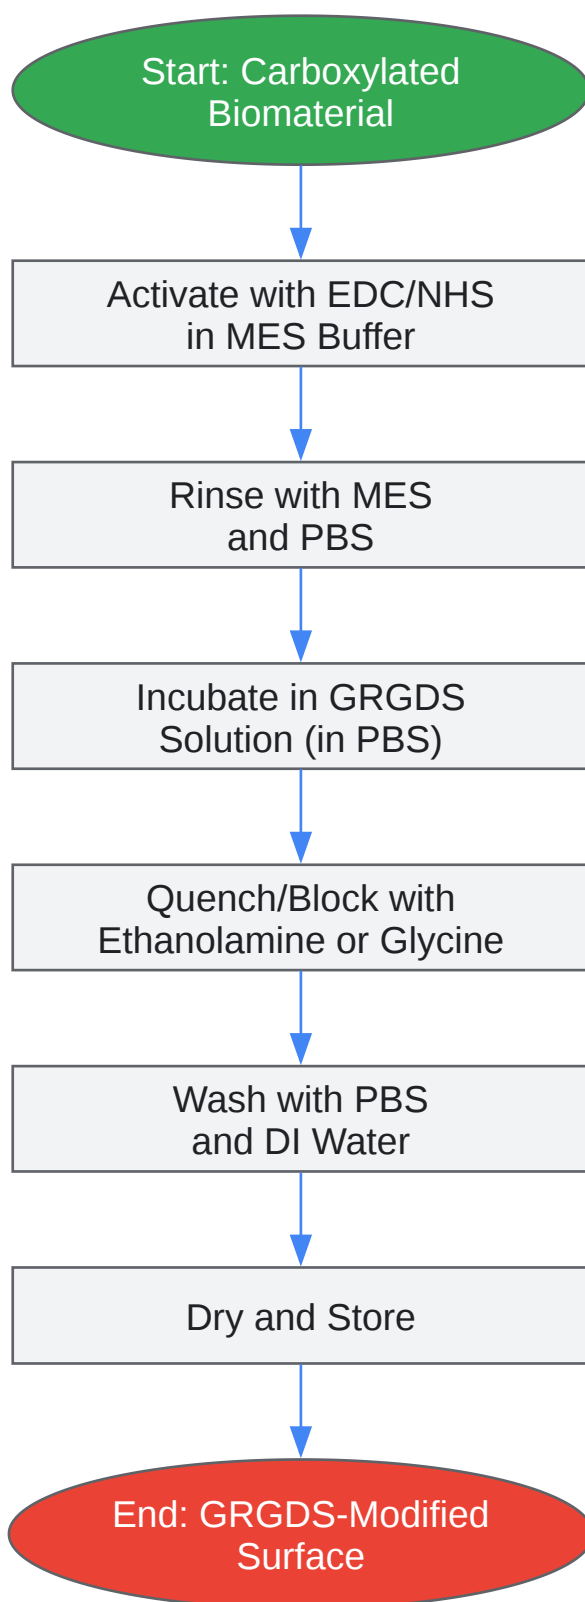 Start: Carboxylated
Biomaterial
Activate with EDC/NHS
in MES Buffer
Rinse with MES
and PBS
Incubate in GRGDS
Solution (in PBS)
Quench/Block with
Ethanolamine or Glycine
Wash with PBS
and DI Water
Dry and Store
End: GRGDS-Modified
Surface